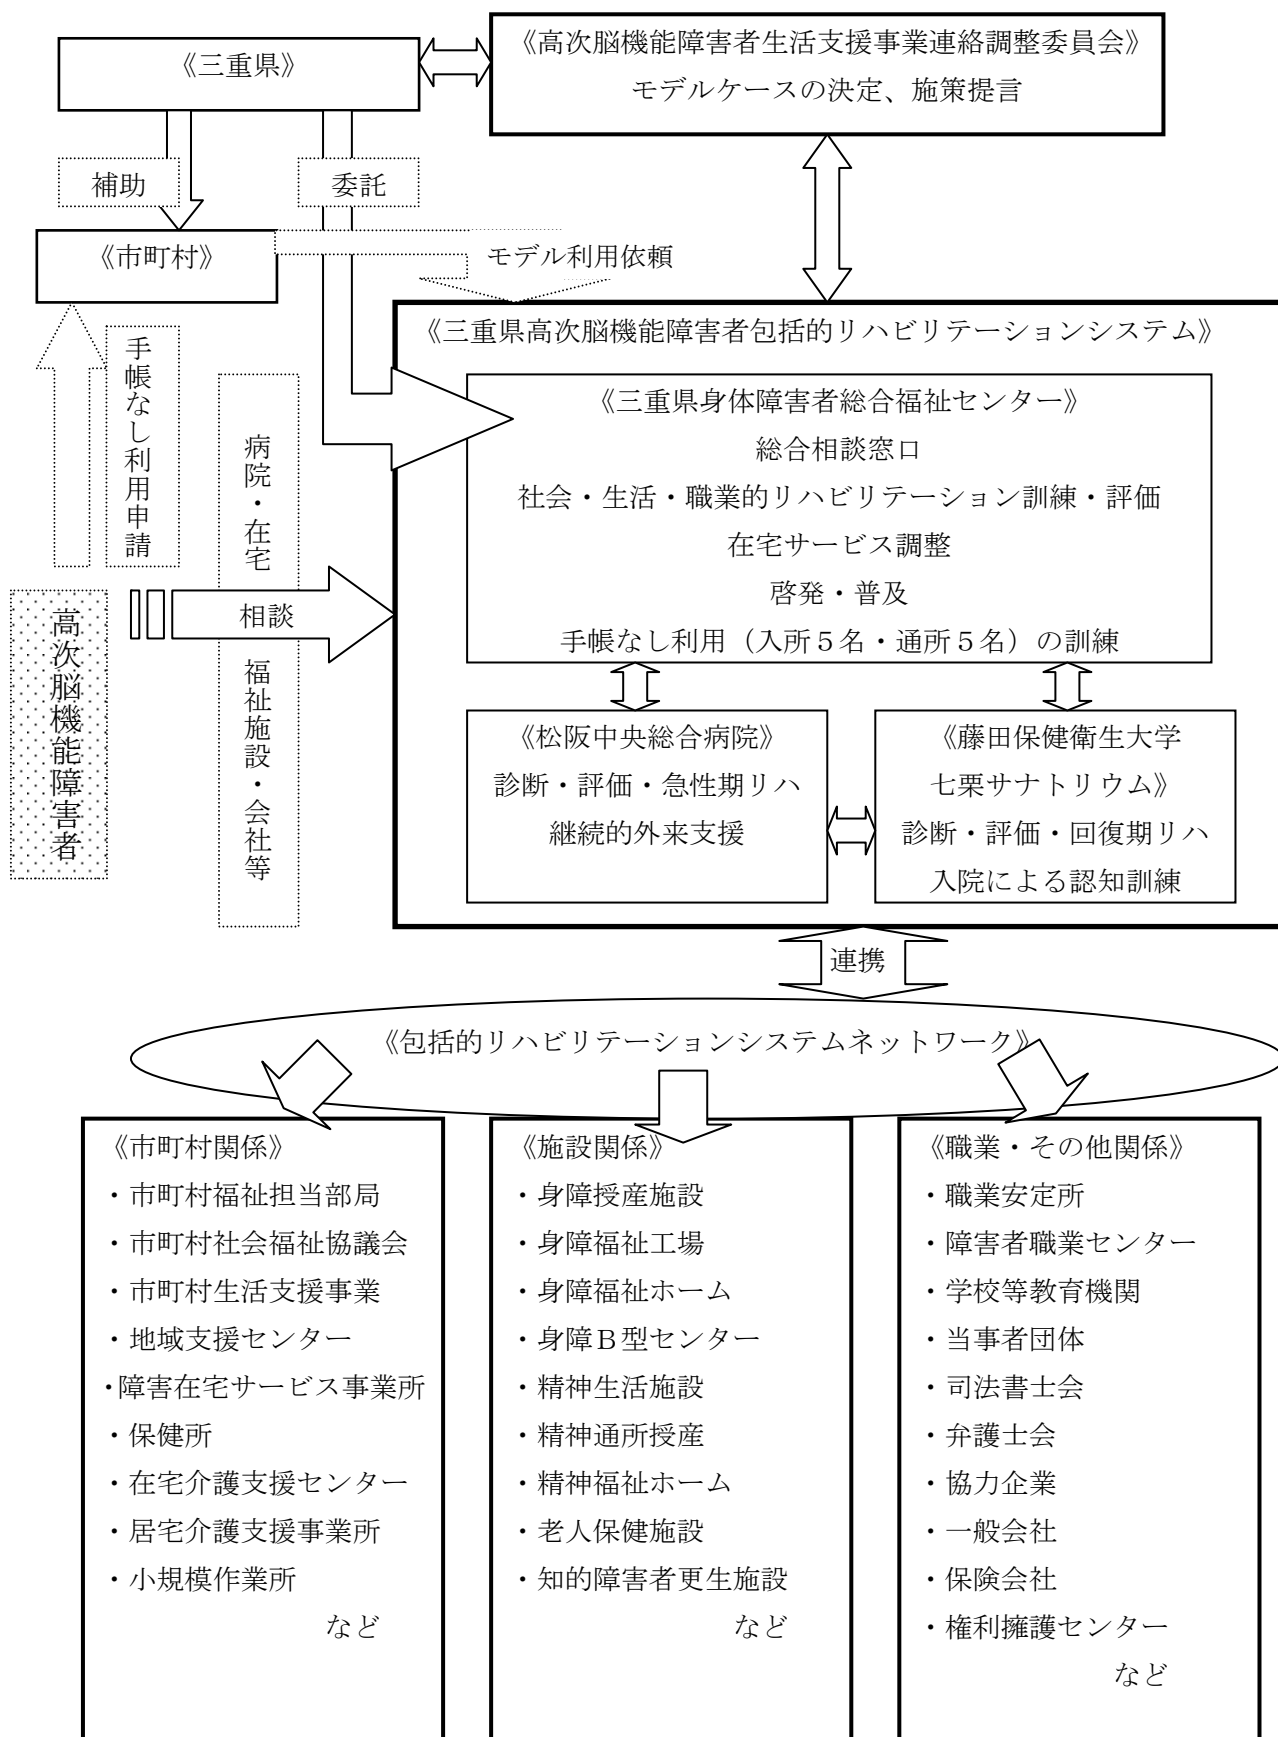 《三重県》
《高次脳機能障害者生活支援事業連絡調整委員会》
モデルケースの決定、施策提言
補助
委託
《市町村》
モデル利用依頼
手帳なし利用申請
病院・在宅
福祉施設・会社等
相談
高次脳機能障害者
《三重県高次脳機能障害者包括的リハビリテーションシステム》
《三重県身体障害者総合福祉センター》
総合相談窓口
社会・生活・職業的リハビリテーション訓練・評価
在宅サービス調整
啓発・普及
手帳なし利用（入所５名・通所５名）の訓練
《松阪中央総合病院》
診断・評価・急性期リハ
継続的外来支援
《藤田保健衛生大学
七栗サナトリウム》
診断・評価・回復期リハ
入院による認知訓練
連携
《包括的リハビリテーションシステムネットワーク》
《市町村関係》
・市町村福祉担当部局
・市町村社会福祉協議会
・市町村生活支援事業
・地域支援センター
・障害在宅サービス事業所
・保健所
・在宅介護支援センター
・居宅介護支援事業所
・小規模作業所
など
《施設関係》
・身障授産施設
・身障福祉工場
・身障福祉ホーム
・身障Ｂ型センター
・精神生活施設
・精神通所授産
・精神福祉ホーム
・老人保健施設
・知的障害者更生施設
など
《職業・その他関係》
・職業安定所
・障害者職業センター
・学校等教育機関
・当事者団体
・司法書士会
・弁護士会
・協力企業
・一般会社
・保険会社
・権利擁護センター
など